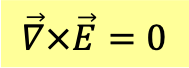 ∇⃗×E⃗ = 0